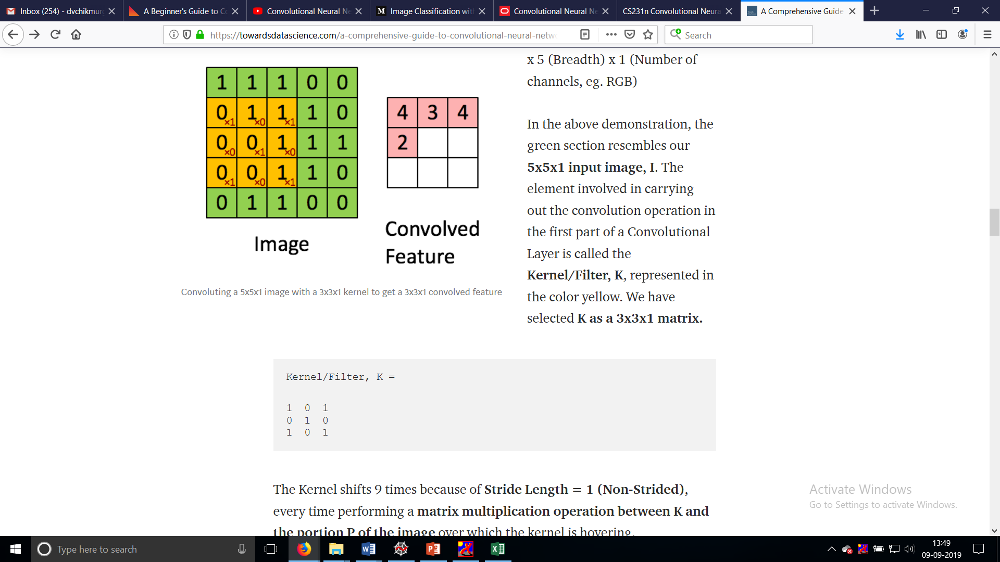 Inbox (254) - dvchikmur
A Beginner's Guide to Co
Convolutional Neural Ne
M Image Classification wit
Convolutional Neural Ne
CS231n Convolutional Neura
A Comprehensive Guide
https://towardsdatascience.com/a-comprehensive-guide-to-convolutional-neural-netw
Search
1 1 1 0 0
0×1 1×0 1×1 1 0
0×0 0×1 1×0 1 1
0×1 0×0 1×1 1 0
0 1 1 0 0
Image
4 3 4
2
Convolved
Feature
Convoluting a 5x5x1 image with a 3x3x1 kernel to get a 3x3x1 convolved feature
x 5 (Breadth) x 1 (Number of
channels, eg. RGB)
In the above demonstration, the
green section resembles our
5x5x1 input image, I. The
element involved in carrying
out the convolution operation in
the first part of a Convolutional
Layer is called the
Kernel/Filter, K, represented in
the color yellow. We have
selected K as a 3x3x1 matrix.
Kernel/Filter, K =
1 0 1
0 1 0
1 0 1
The Kernel shifts 9 times because of Stride Length = 1 (Non-Strided),
every time performing a matrix multiplication operation between K and
the portion P of the image over which the kernel is hovering.
Activate Windows
Go to Settings to activate Windows.
Type here to search
13:49
09-09-2019